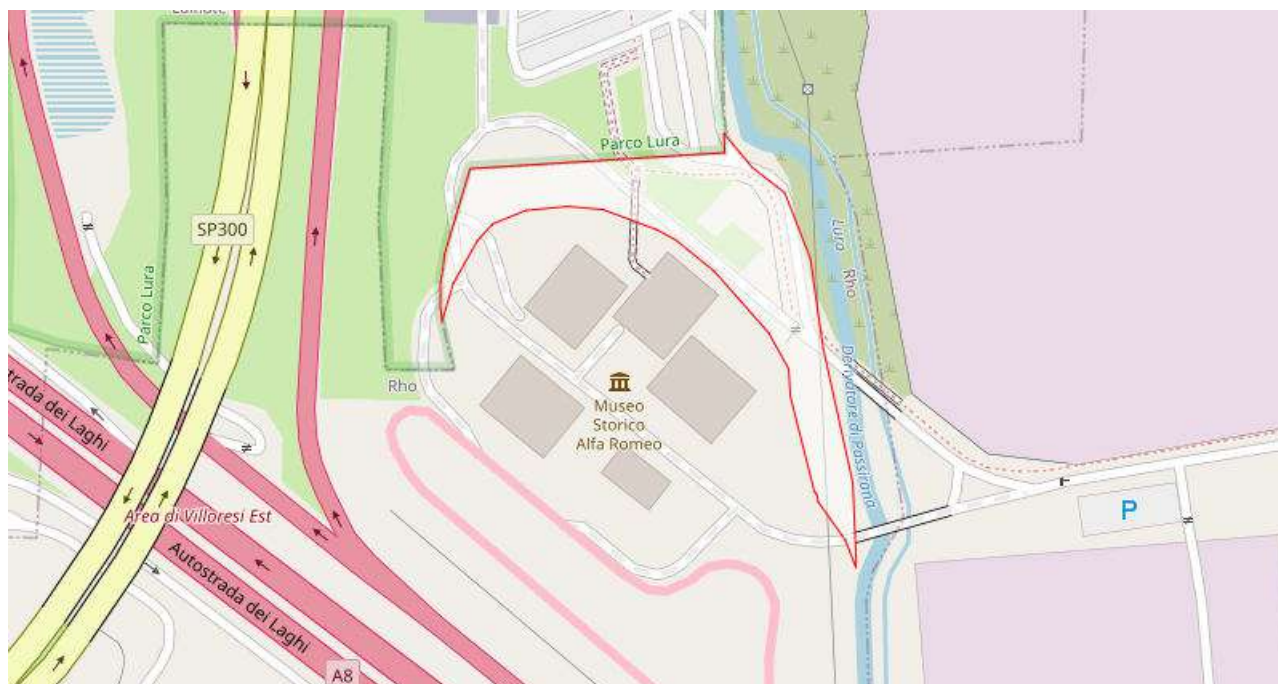 Parco Lura
SP300
Parco Lura
Lura
Rho
Rho
Museo
Storico
Alfa Romeo
Derivatore di Passirana
strada dei Laghi
Area di Villoresi Est
P
Autostrada dei Laghi
A8